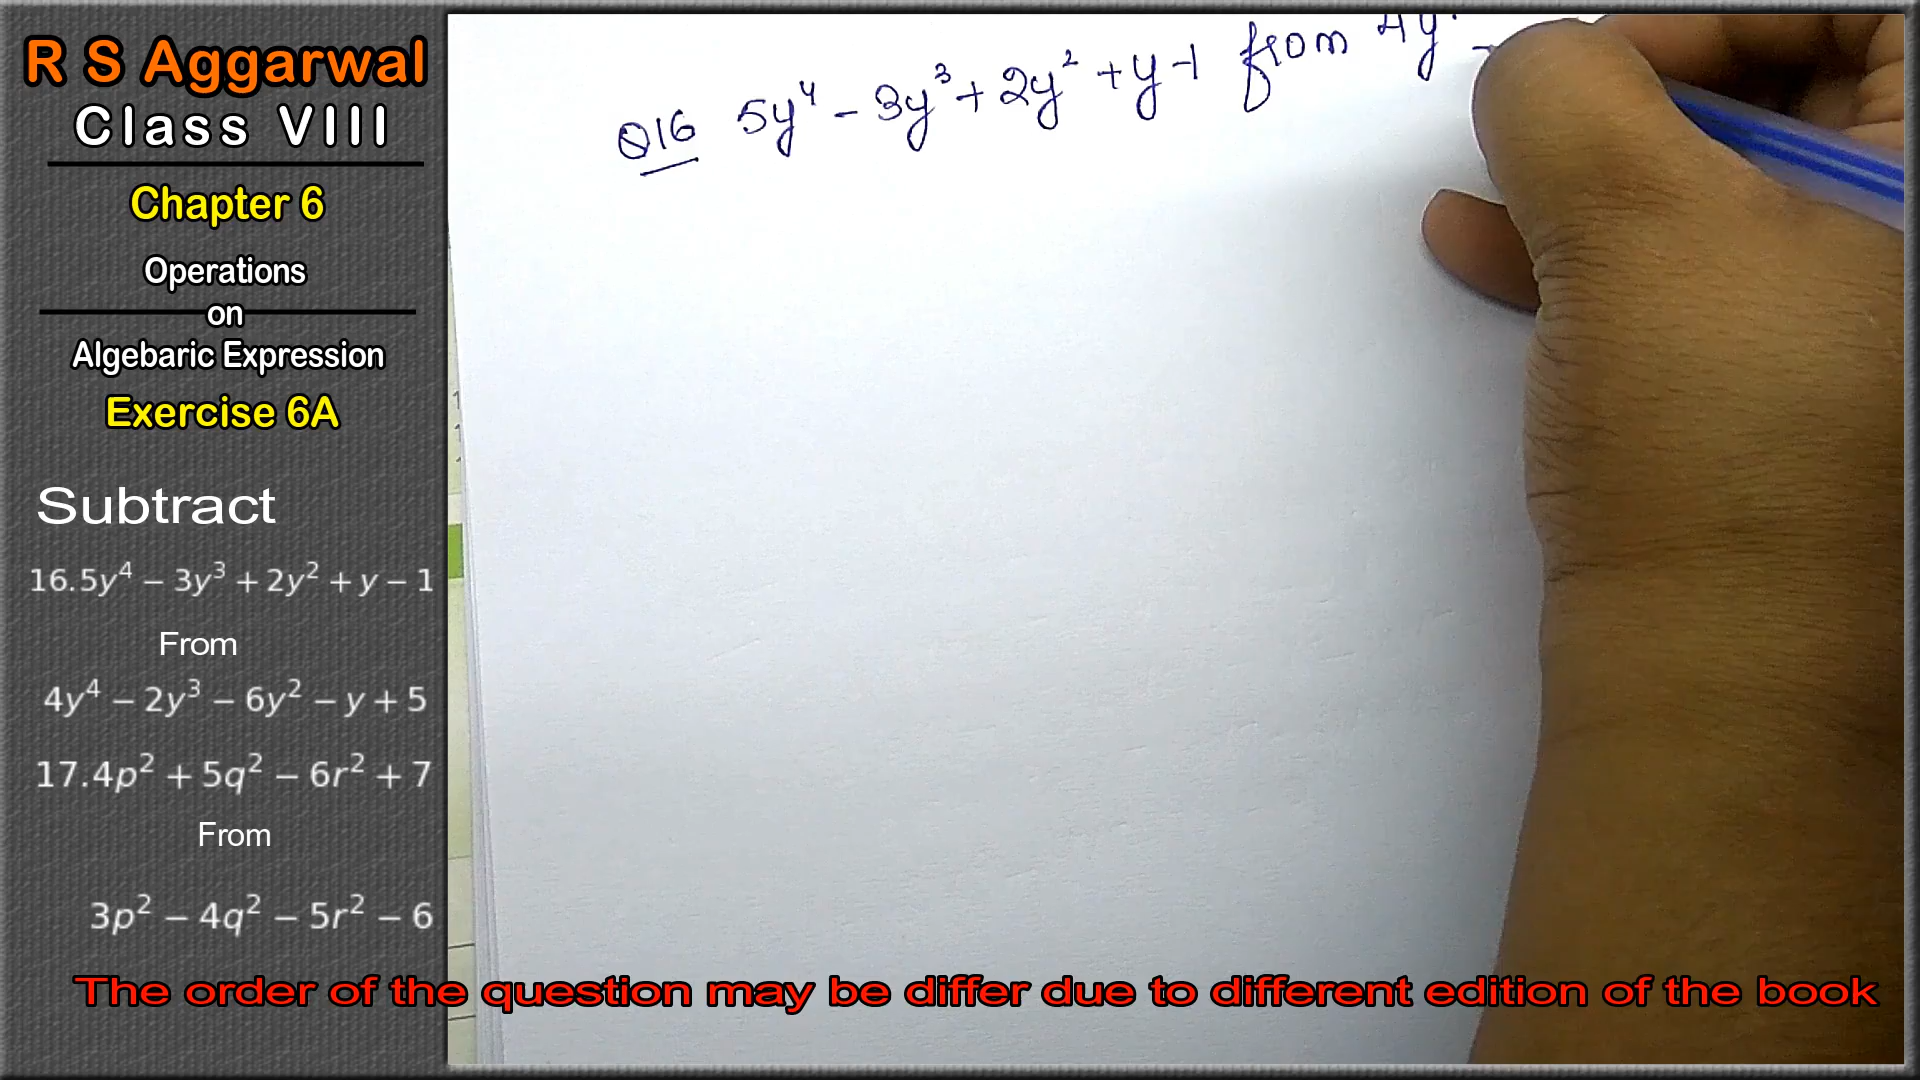 R S Aggarwal
Class VIII
Chapter 6
Operations
on
Algebaric Expression
Exercise 6A
Subtract
16.5y⁴ − 3y³ + 2y² + y − 1
From
4y⁴ − 2y³ − 6y² − y + 5
17.4p² + 5q² − 6r² + 7
From
3p² − 4q² − 5r² − 6
Q16 5y⁴ - 3y³ + 2y² + y - 1 from 4y
The order of the question may be differ due to different edition of the book